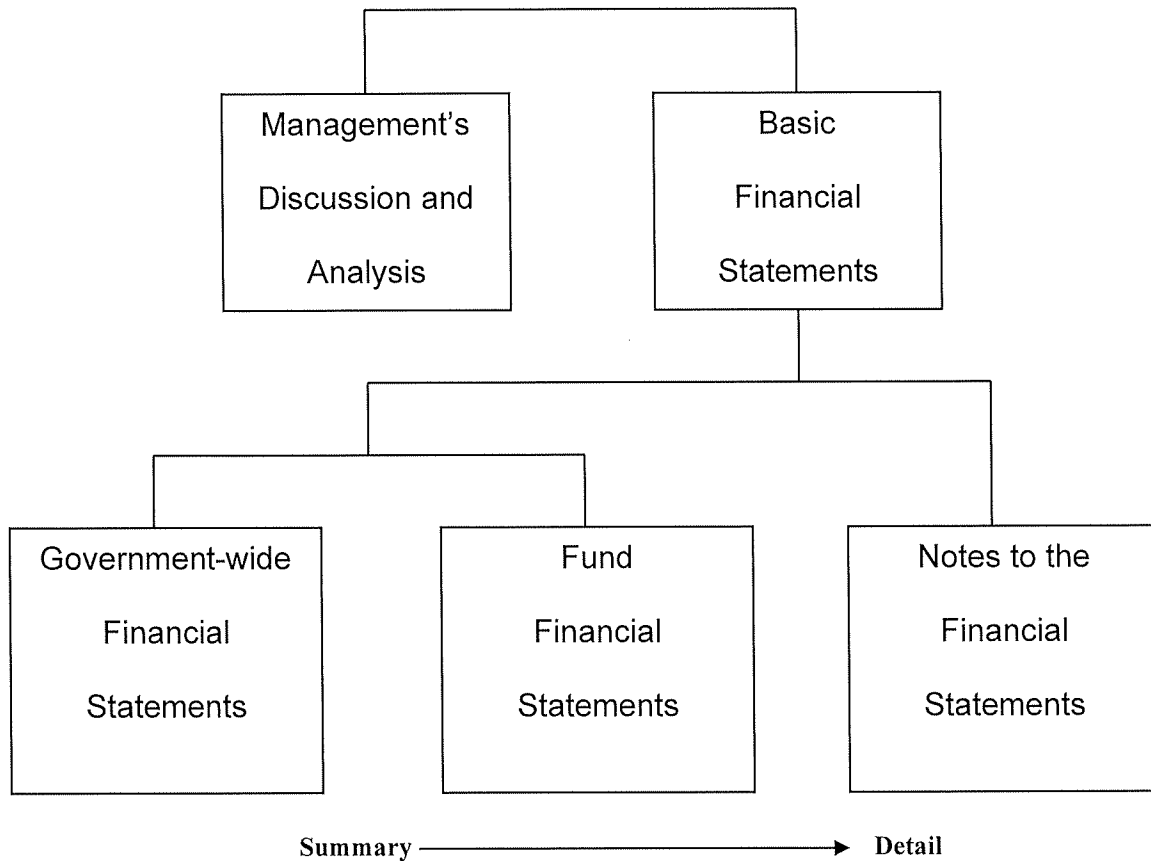 Management's
Discussion and
Analysis
Basic
Financial
Statements
Government-wide
Financial
Statements
Fund
Financial
Statements
Notes to the
Financial
Statements
Summary
Detail